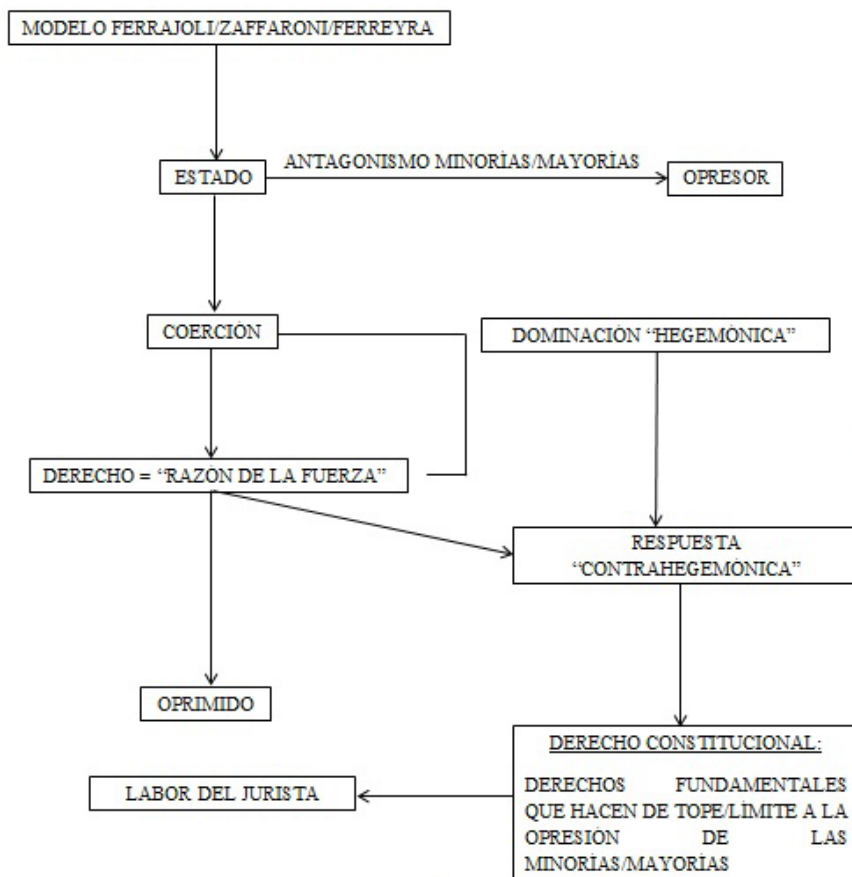 MODELO FERRAJOLI/ZAFFARONI/FERREYRA
ANTAGONISMO MINORÍAS/MAYORÍAS
ESTADO
OPRESOR
COERCIÓN
DOMINACIÓN “HEGEMÓNICA”
DERECHO = “RAZÓN DE LA FUERZA”
RESPUESTA
“CONTRAHEGEMÓNICA”
OPRIMIDO
DERECHO CONSTITUCIONAL:
DERECHOS FUNDAMENTALES
QUE HACEN DE TOPE/LÍMITE A LA
OPRESIÓN DE LAS
MINORÍAS/MAYORÍAS
LABOR DEL JURISTA